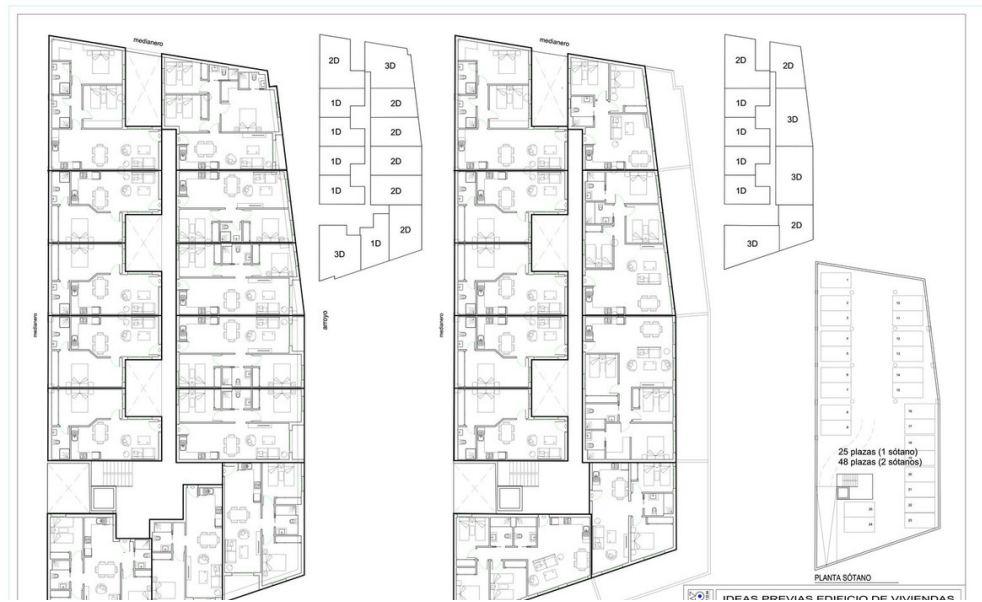 medianero
medianero
arroyo
2D
3D
1D
2D
1D
2D
1D
2D
1D
2D
3D
1D
2D
medianero
medianero
2D
2D
1D
3D
1D
1D
3D
1D
3D
2D
25 plazas (1 sótano)
48 plazas (2 sótanos)
PLANTA SÓTANO
IDEAS PREVIAS EDIFICIO DE VIVIENDAS